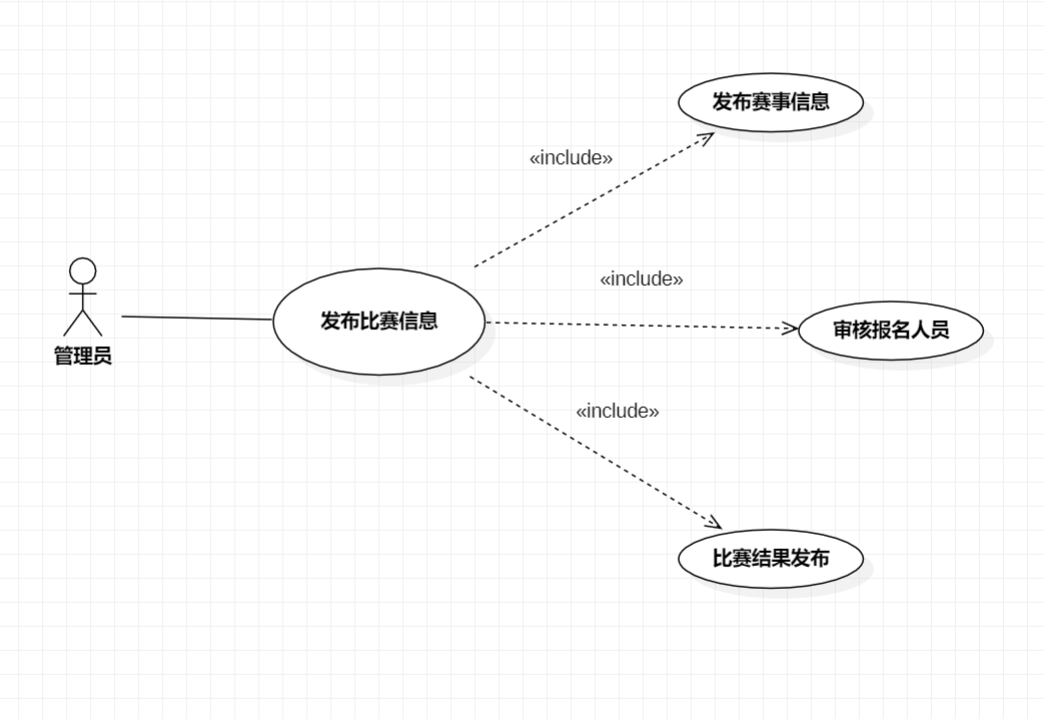 发布赛事信息
«include»
«include»
发布比赛信息
审核报名人员
管理员
«include»
比赛结果发布